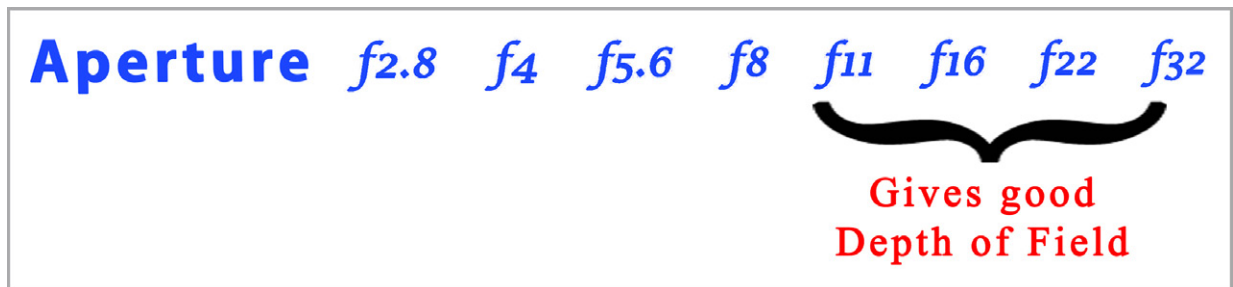 Aperture f2.8 f4 f5.6 f8 f11 f16 f22 f32
Gives good
Depth of Field